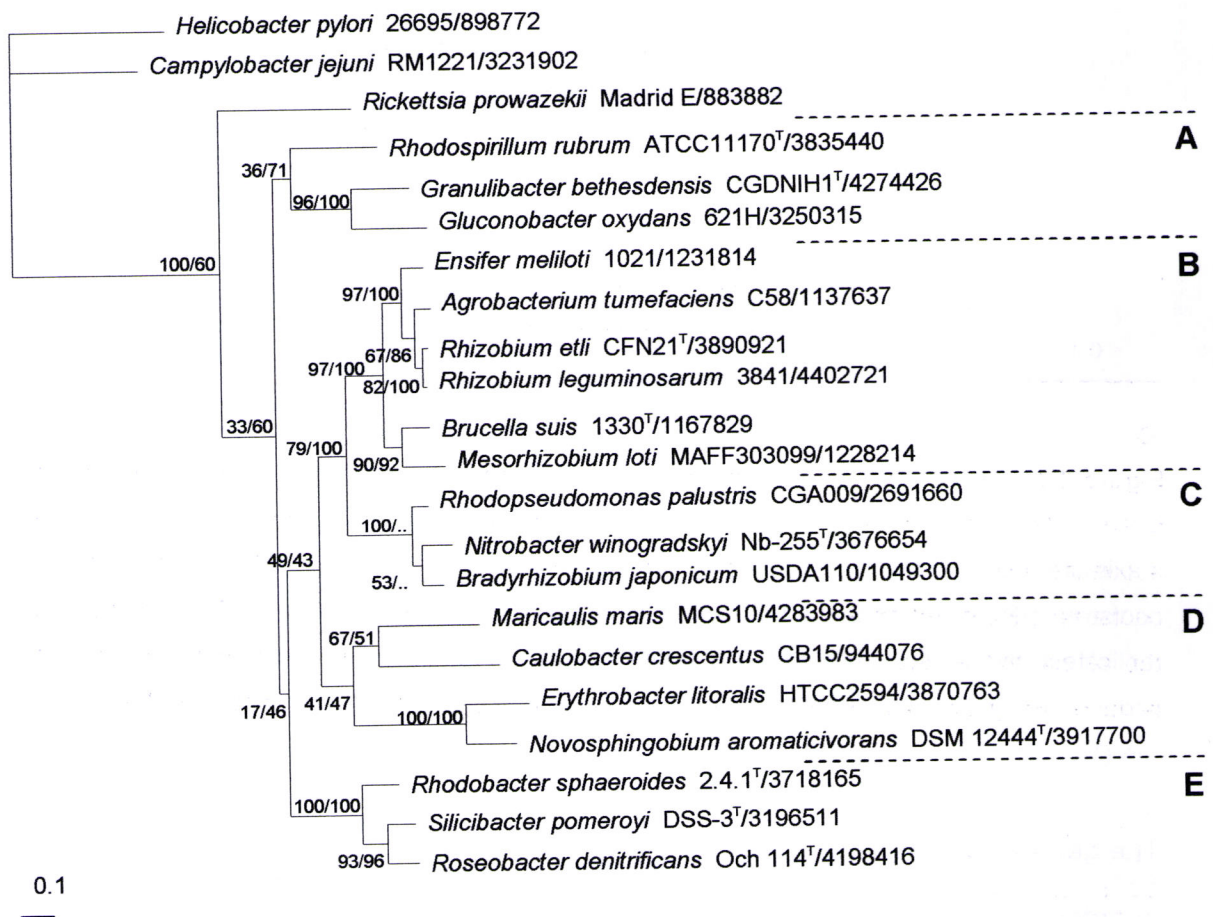 Helicobacter pylori 26695/898772
Campylobacter jejuni RM1221/3231902
Rickettsia prowazekii Madrid E/883882
A
Rhodospirillum rubrum ATCC11170ᵀ/3835440
36/71
Granulibacter bethesdensis CGDNIH1ᵀ/4274426
96/100
Gluconobacter oxydans 621H/3250315
Ensifer meliloti 1021/1231814
B
100/60
97/100
Agrobacterium tumefaciens C58/1137637
Rhizobium etli CFN21ᵀ/3890921
67/86
97/100
Rhizobium leguminosarum 3841/4402721
82/100
Brucella suis 1330ᵀ/1167829
33/60
79/100
Mesorhizobium loti MAFF303099/1228214
90/92
Rhodopseudomonas palustris CGA009/2691660
C
100/..
Nitrobacter winogradskyi Nb-255ᵀ/3676654
49/43
Bradyrhizobium japonicum USDA110/1049300
53/..
Maricaulis maris MCS10/4283983
D
67/51
Caulobacter crescentus CB15/944076
Erythrobacter litoralis HTCC2594/3870763
41/47
17/46
100/100
Novosphingobium aromaticivorans DSM 12444ᵀ/3917700
Rhodobacter sphaeroides 2.4.1ᵀ/3718165
E
100/100
Silicibacter pomeroyi DSS-3ᵀ/3196511
93/96
Roseobacter denitrificans Och 114ᵀ/4198416
0.1